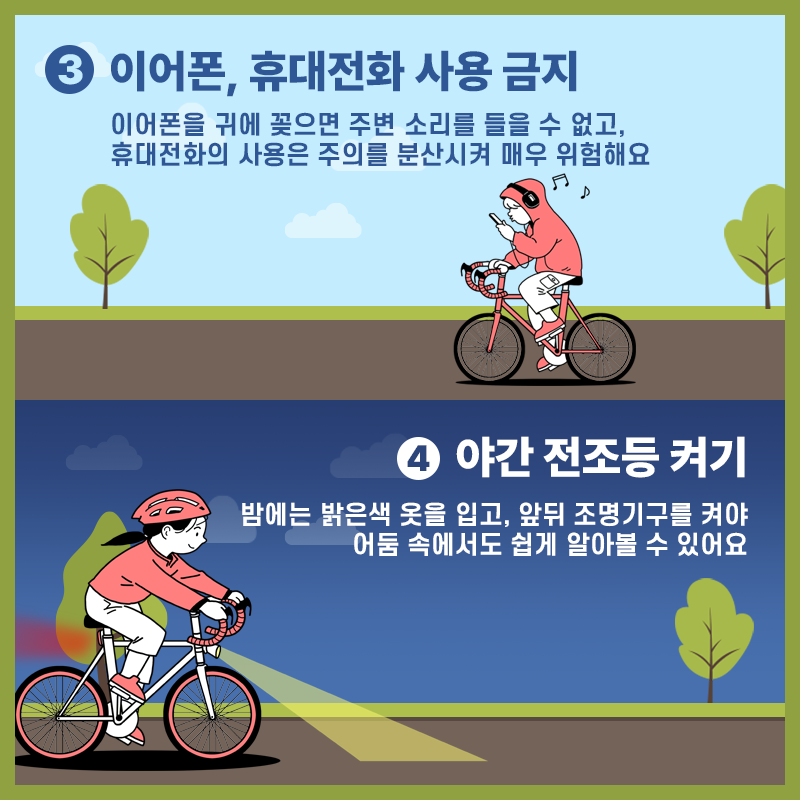 3 이어폰, 휴대전화 사용 금지
이어폰을 귀에 꽂으면 주변 소리를 들을 수 없고,
휴대전화의 사용은 주의를 분산시켜 매우 위험해요
4 야간 전조등 켜기
밤에는 밝은색 옷을 입고, 앞뒤 조명기구를 켜야
어둠 속에서도 쉽게 알아볼 수 있어요